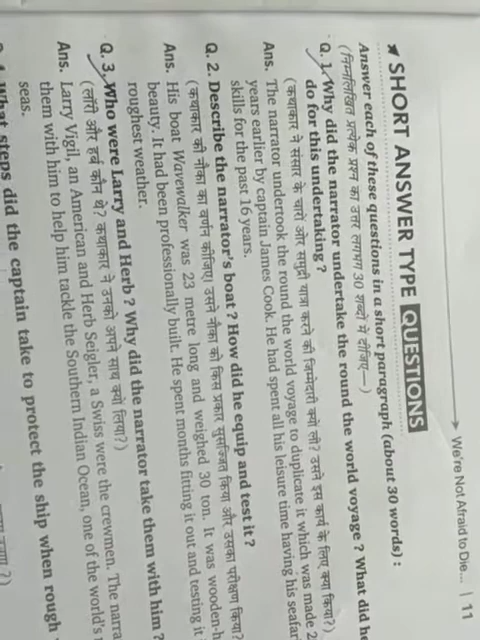 We're Not Afraid to Die... | 11
SHORT ANSWER TYPE QUESTIONS
Answer each of these questions in a short paragraph (about 30 words) :
(निम्नलिखित प्रत्येक प्रश्न का उत्तर लगभग 30 शब्दों में दीजिए—)
Q. 1. Why did the narrator undertake the round the world voyage ? What did he
do for this undertaking ?
(कथाकार ने संसार के चारों ओर समुद्री यात्रा करने की जिम्मेदारी क्यों ली? उसने इस कार्य के लिए क्या किया?)
Ans. The narrator undertook the round the world voyage to duplicate it which was made
years earlier by captain James Cook. He had spent all his leisure time having his seafar
skills for the past 16 years.
Q. 2. Describe the narrator's boat ? How did he equip and test it ?
(कथाकार की नौका का वर्णन कीजिए। उसने नौका को किस प्रकार सुसज्जित किया और उसका परीक्षण किया?
Ans. His boat Wavewalker was 23 metre long and weighed 30 ton. It was wooden-h
beauty. It had been professionally built. He spent months fitting it out and testing it
roughest weather.
Q. 3. Who were Larry and Herb ? Why did the narrator take them with him ?
(लॅरी और हर्ब कौन थे? कथाकार ने उनको अपने साथ क्यों लिया?)
Ans. Larry Vigil, an American and Herb Seigler, a Swiss were the crewmen. The narra
them with him to help him tackle the Southern Indian Ocean, one of the world's
seas.
What steps did the captain take to protect the ship when rough